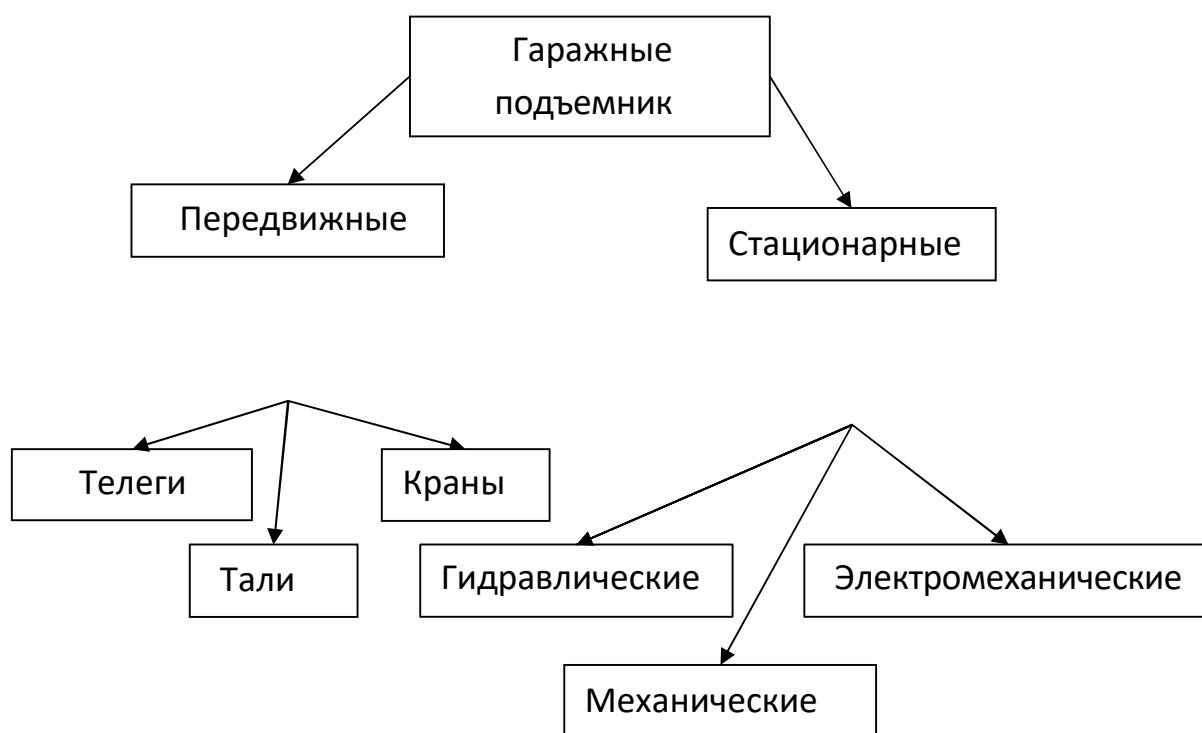 Гаражные
подъемник
Передвижные
Стационарные
Телеги
Краны
Тали
Гидравлические
Электромеханические
Механические